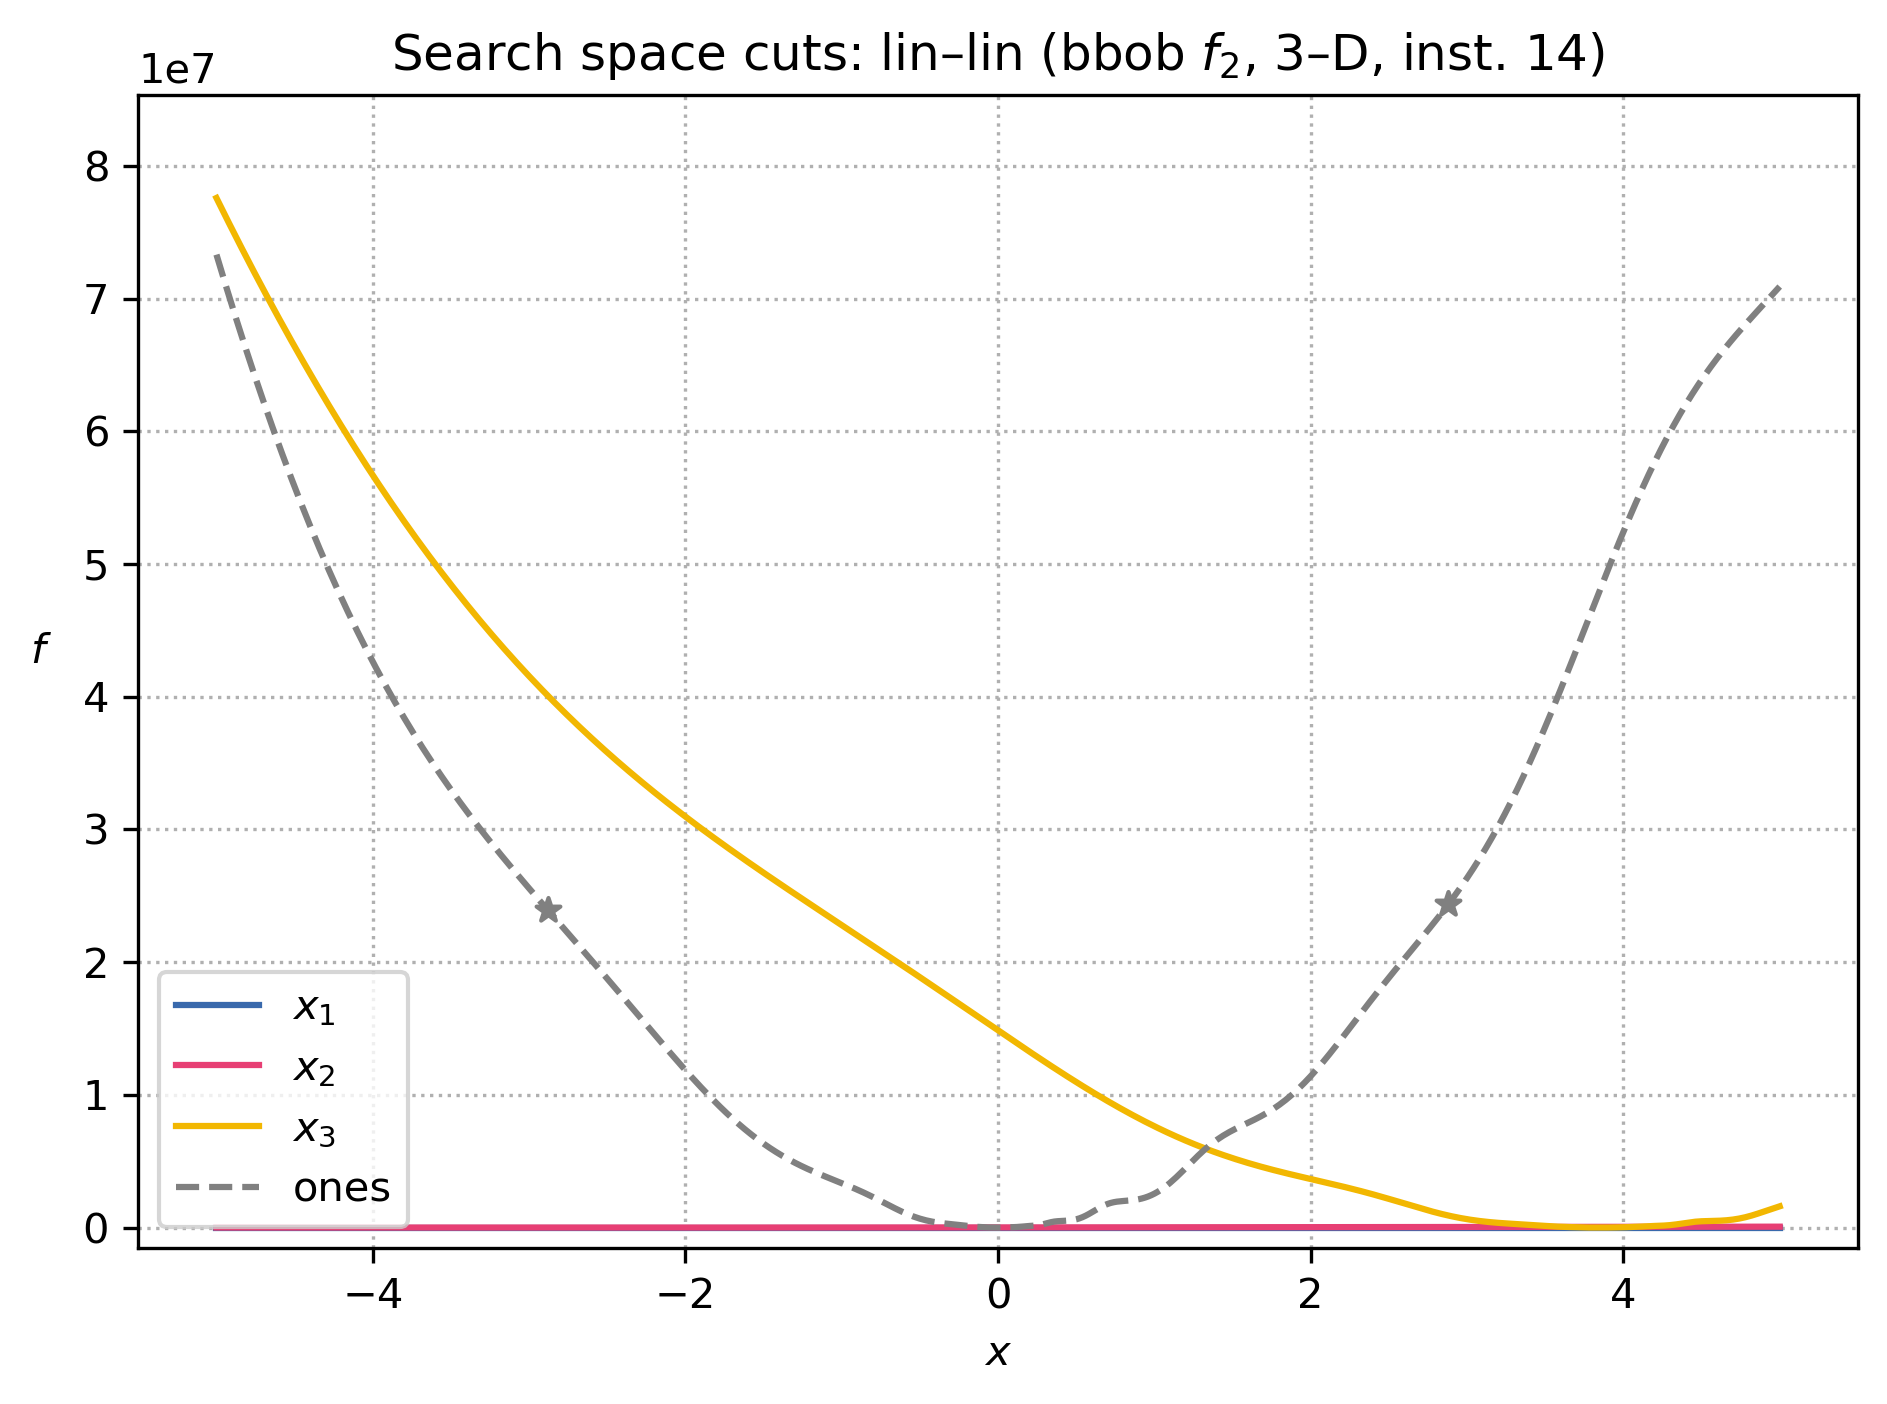 Search space cuts: lin–lin (bbob f₂, 3–D, inst. 14)
1e7
8
7
6
5
4
3
2
1
0
f
x₁
x₂
x₃
ones
−4
−2
0
2
4
x